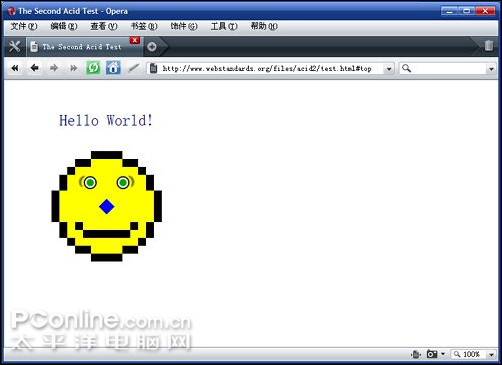 The Second Acid Test - Opera
文件(F) 编辑(E) 查看(V) 书签(B) 饰件(G) 工具(T) 帮助(H)
The Second Acid Test
http://www.webstandards.org/files/acid2/test.html#top
Hello World!
PConline.com.cn
太平洋电脑网
100%